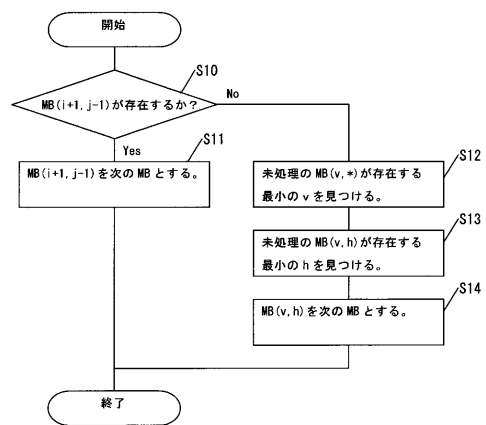 開始
S10
MB(i+1,j-1)が存在するか?
No
Yes
S11
MB(i+1,j-1)を次のMBとする。
S12
未処理のMB(v,*)が存在する
最小のvを見つける。
S13
未処理のMB(v,h)が存在する
最小のhを見つける。
S14
MB(v,h)を次のMBとする。
終了